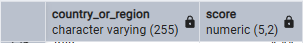 country_or_region
character varying (255)
score
numeric (5,2)